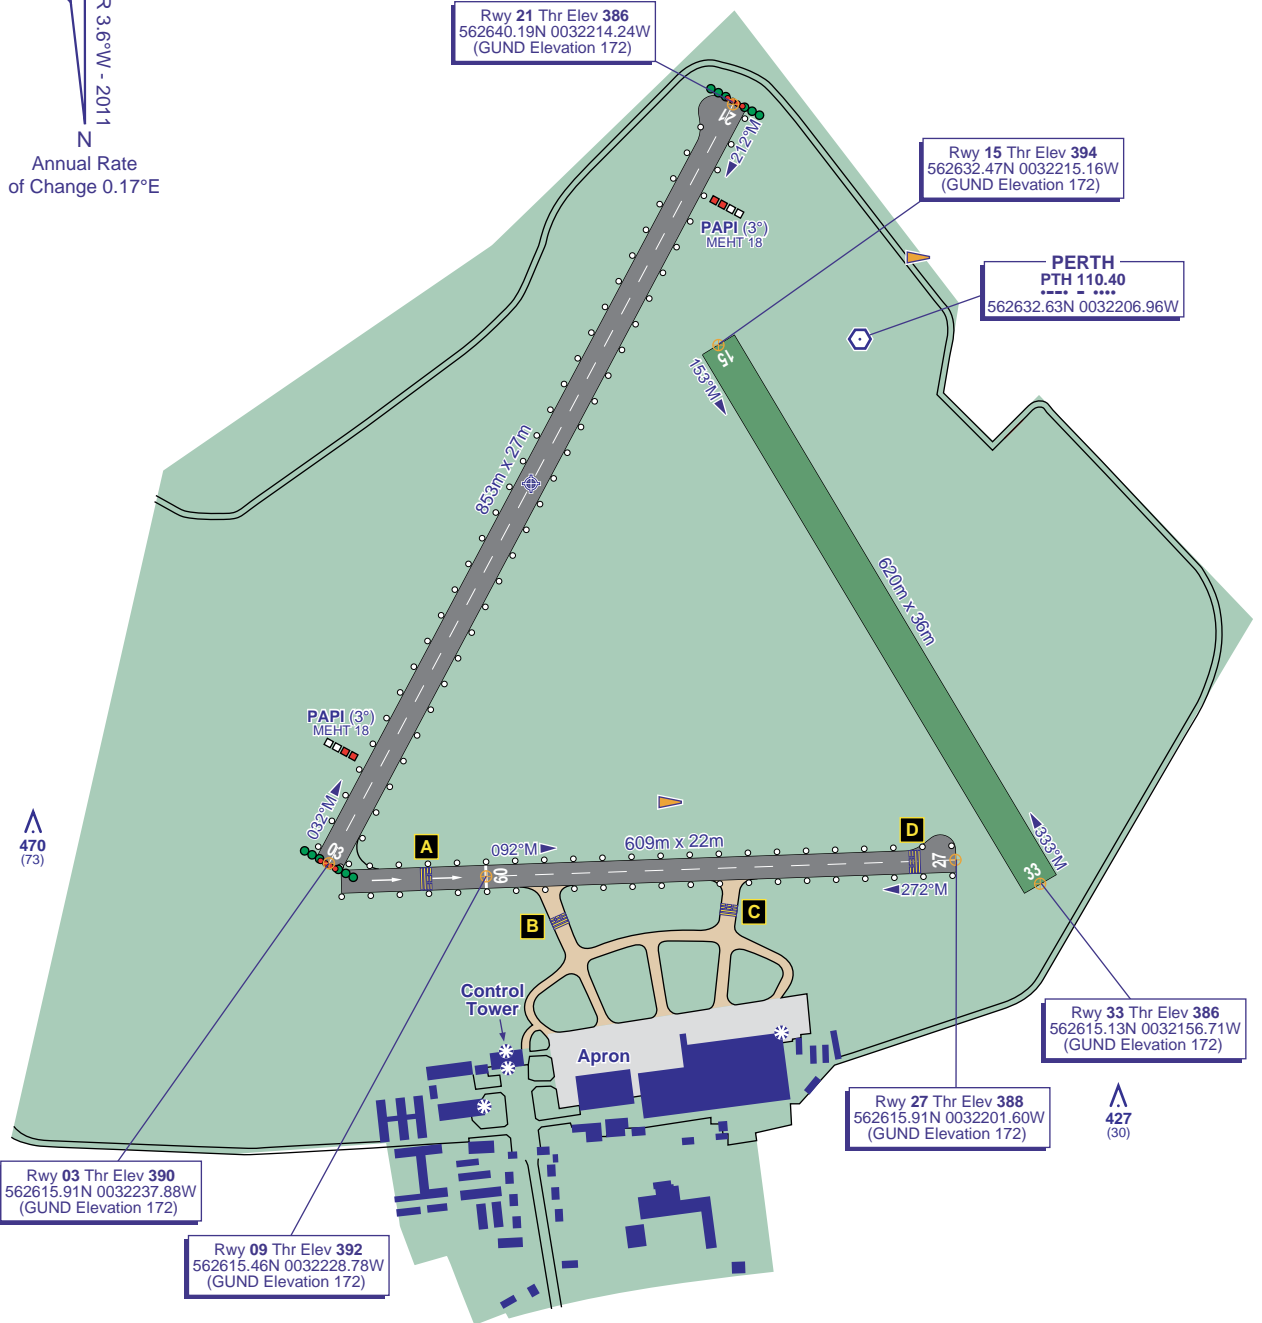 Rwy 21 Thr Elev 386
562640.19N 0032214.24W
(GUND Elevation 172)
R 3.6°W - 2011
N
Annual Rate
of Change 0.17°E
21
212°M
Rwy 15 Thr Elev 394
562632.47N 0032215.16W
(GUND Elevation 172)
PAPI (3°)
MEHT 18
PERTH
PTH 110.40
562632.63N 0032206.96W
15
153°M
853m x 27m
620m x 36m
PAPI (3°)
MEHT 18
032°M
03
470
(73)
A
092°M
609m x 22m
D
09
27
272°M
333°M
33
B
C
Control
Tower
Apron
Rwy 33 Thr Elev 386
562615.13N 0032156.71W
(GUND Elevation 172)
Rwy 27 Thr Elev 388
562615.91N 0032201.60W
(GUND Elevation 172)
427
(30)
Rwy 03 Thr Elev 390
562615.91N 0032237.88W
(GUND Elevation 172)
Rwy 09 Thr Elev 392
562615.46N 0032228.78W
(GUND Elevation 172)